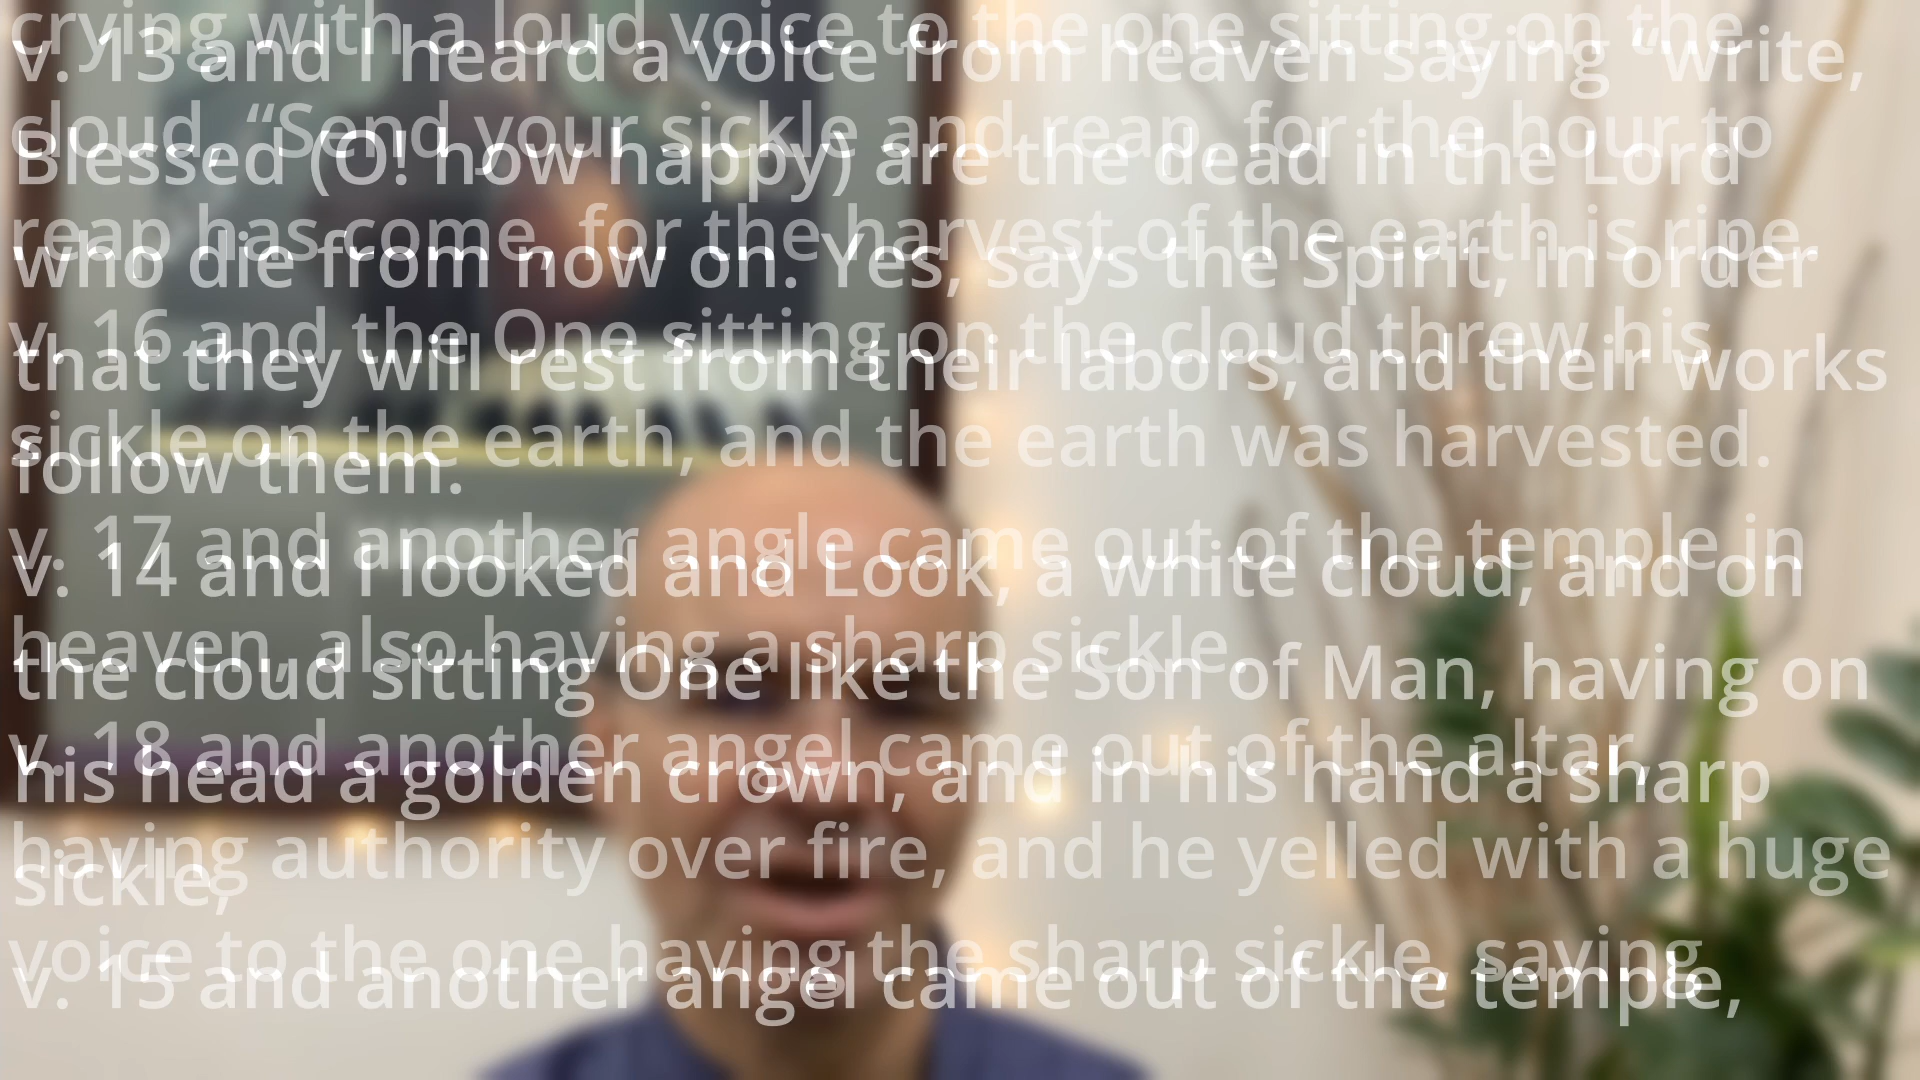 v. 13 and I heard a voice from heaven saying “write,
Blessed (O! how happy) are the dead in the Lord
who die from now on. Yes, says the Spirit, in order
that they will rest from their labors, and their works
follow them.
v. 14 and I looked and Look, a white cloud, and on
the cloud sitting One like the Son of Man, having on
his head a golden crown, and in his hand a sharp
sickle,
v. 15 and another angel came out of the temple,
crying with a loud voice to the one sitting on the
cloud, “Send your sickle and reap, for the hour to
reap has come, for the harvest of the earth is ripe.
v. 16 and the One sitting on the cloud threw his
sickle on the earth, and the earth was harvested.
v. 17 and another angle came out of the temple in
heaven, also having a sharp sickle.
v. 18 and another angel came out of the altar,
having authority over fire, and he yelled with a huge
voice to the one having the sharp sickle, saying